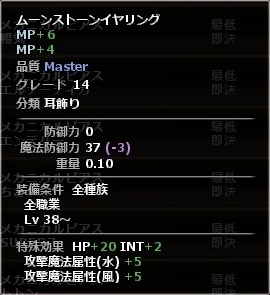 ムーンストーンイヤリング
MP+6
MP+4
品質 Master
グレード 14
分類 耳飾り
防御力 0
魔法防御力 37 (-3)
重量 0.10
装備条件 全種族
全職業
Lv 38～
特殊効果 HP+20 INT+2
攻撃魔法属性(水) +5
攻撃魔法属性(風) +5